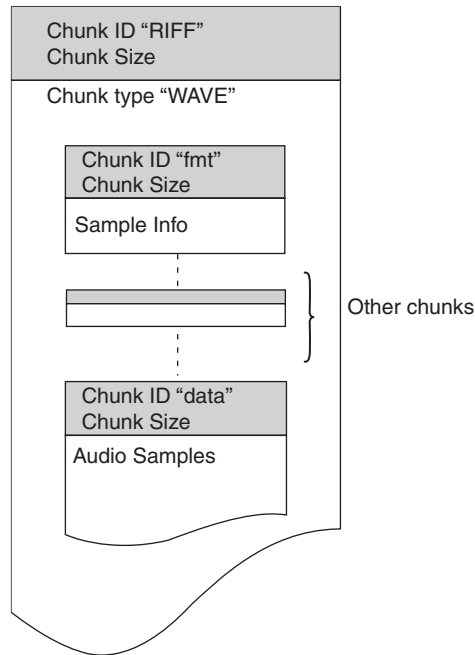 Chunk ID “RIFF”
Chunk Size
Chunk type “WAVE”
Chunk ID “fmt”
Chunk Size
Sample Info
Other chunks
Chunk ID “data”
Chunk Size
Audio Samples